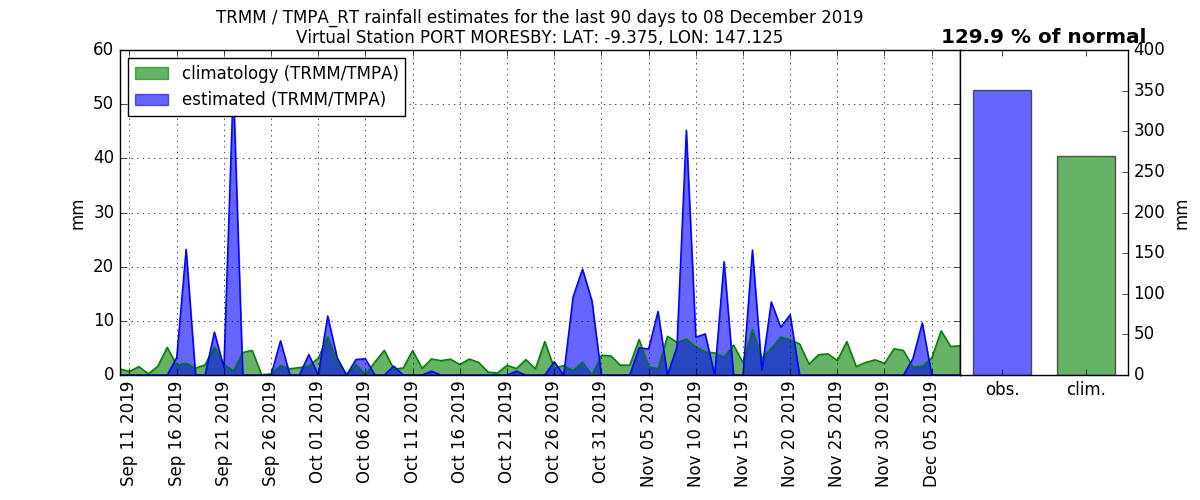 TRMM / TMPA_RT rainfall estimates for the last 90 days to 08 December 2019
Virtual Station PORT MORESBY: LAT: -9.375, LON: 147.125
129.9 % of normal
climatology (TRMM/TMPA)
estimated (TRMM/TMPA)
60
50
40
30
20
10
0
mm
Sep 11 2019
Sep 16 2019
Sep 21 2019
Sep 26 2019
Oct 01 2019
Oct 06 2019
Oct 11 2019
Oct 16 2019
Oct 21 2019
Oct 26 2019
Oct 31 2019
Nov 05 2019
Nov 10 2019
Nov 15 2019
Nov 20 2019
Nov 25 2019
Nov 30 2019
Dec 05 2019
obs.
clim.
400
350
300
250
200
150
100
50
0
mm